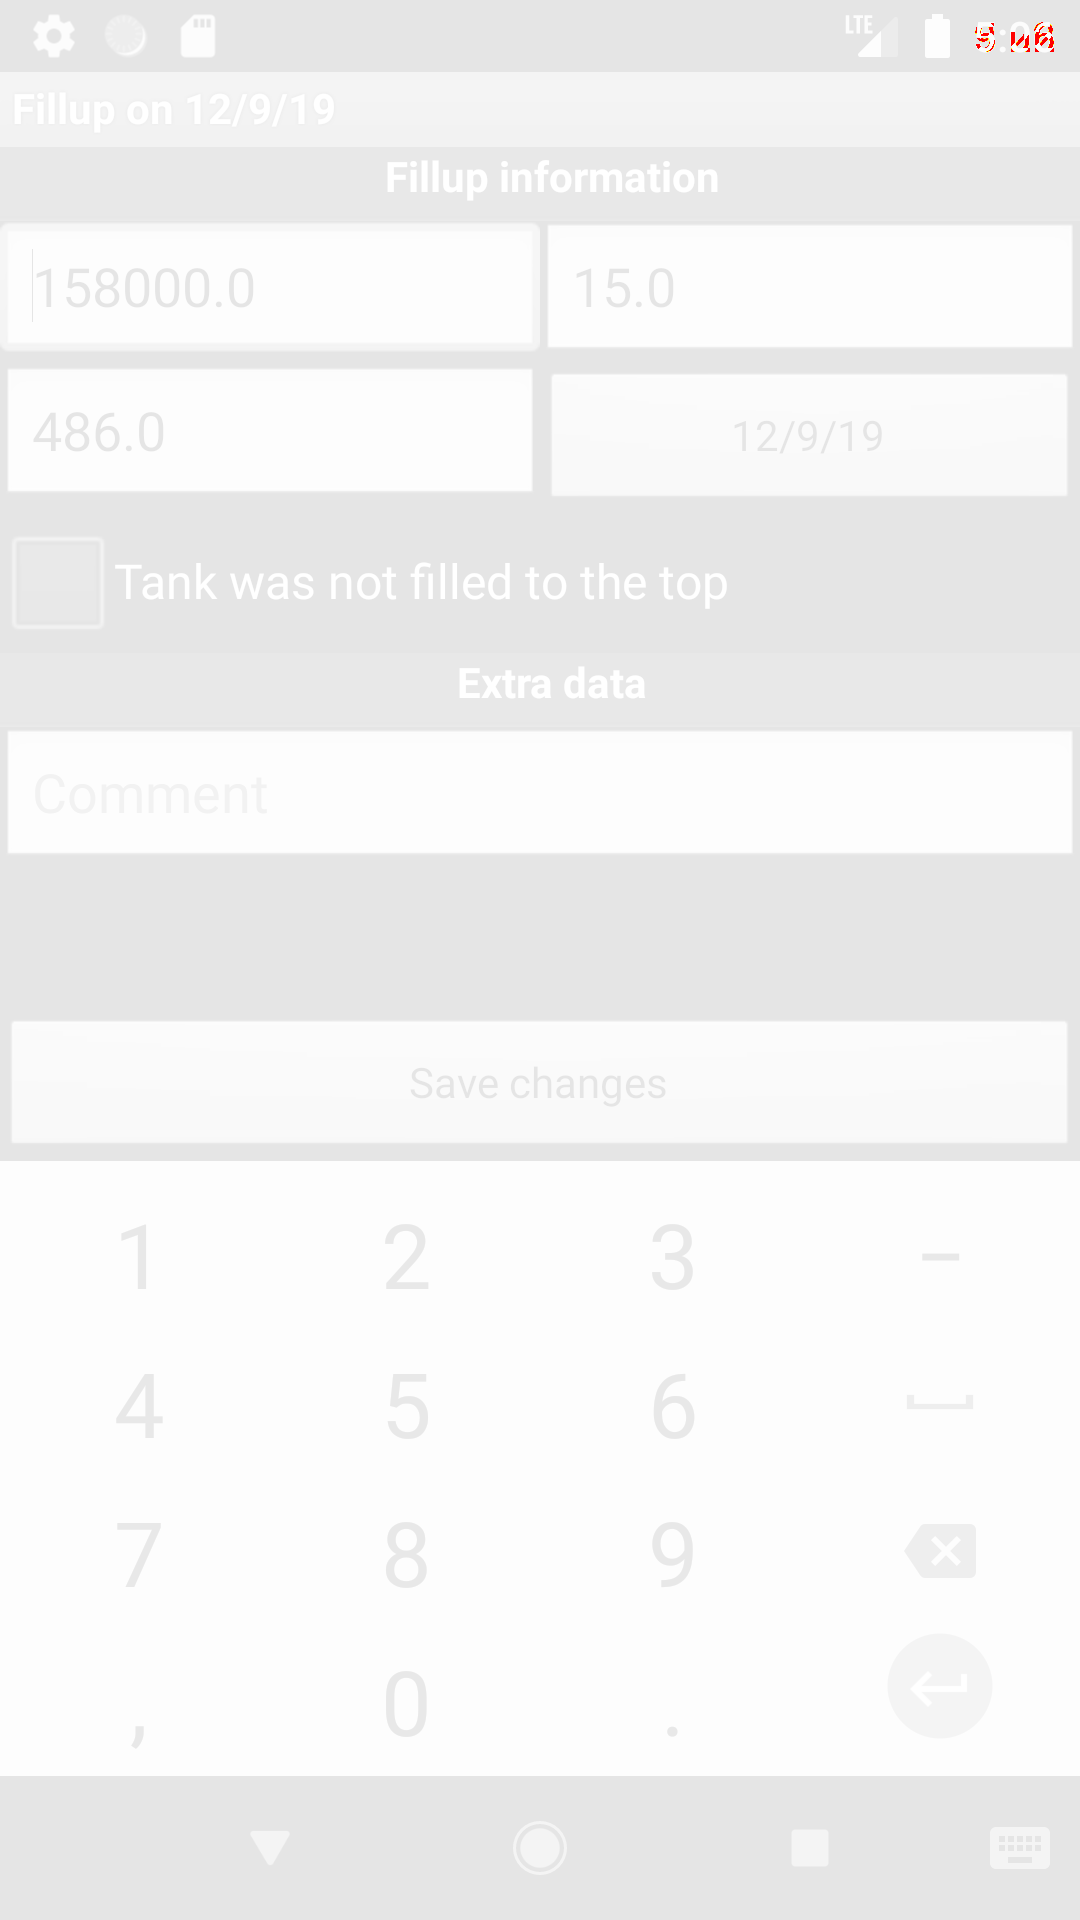 LTE
Fillup on 12/9/19
Fillup information
158000.0 15.0
486.0 12/9/19
Tank was not filled to the top
Extra data
Comment
Save changes
1 2 3 –
4 5 6
7 8 9
, 0 .